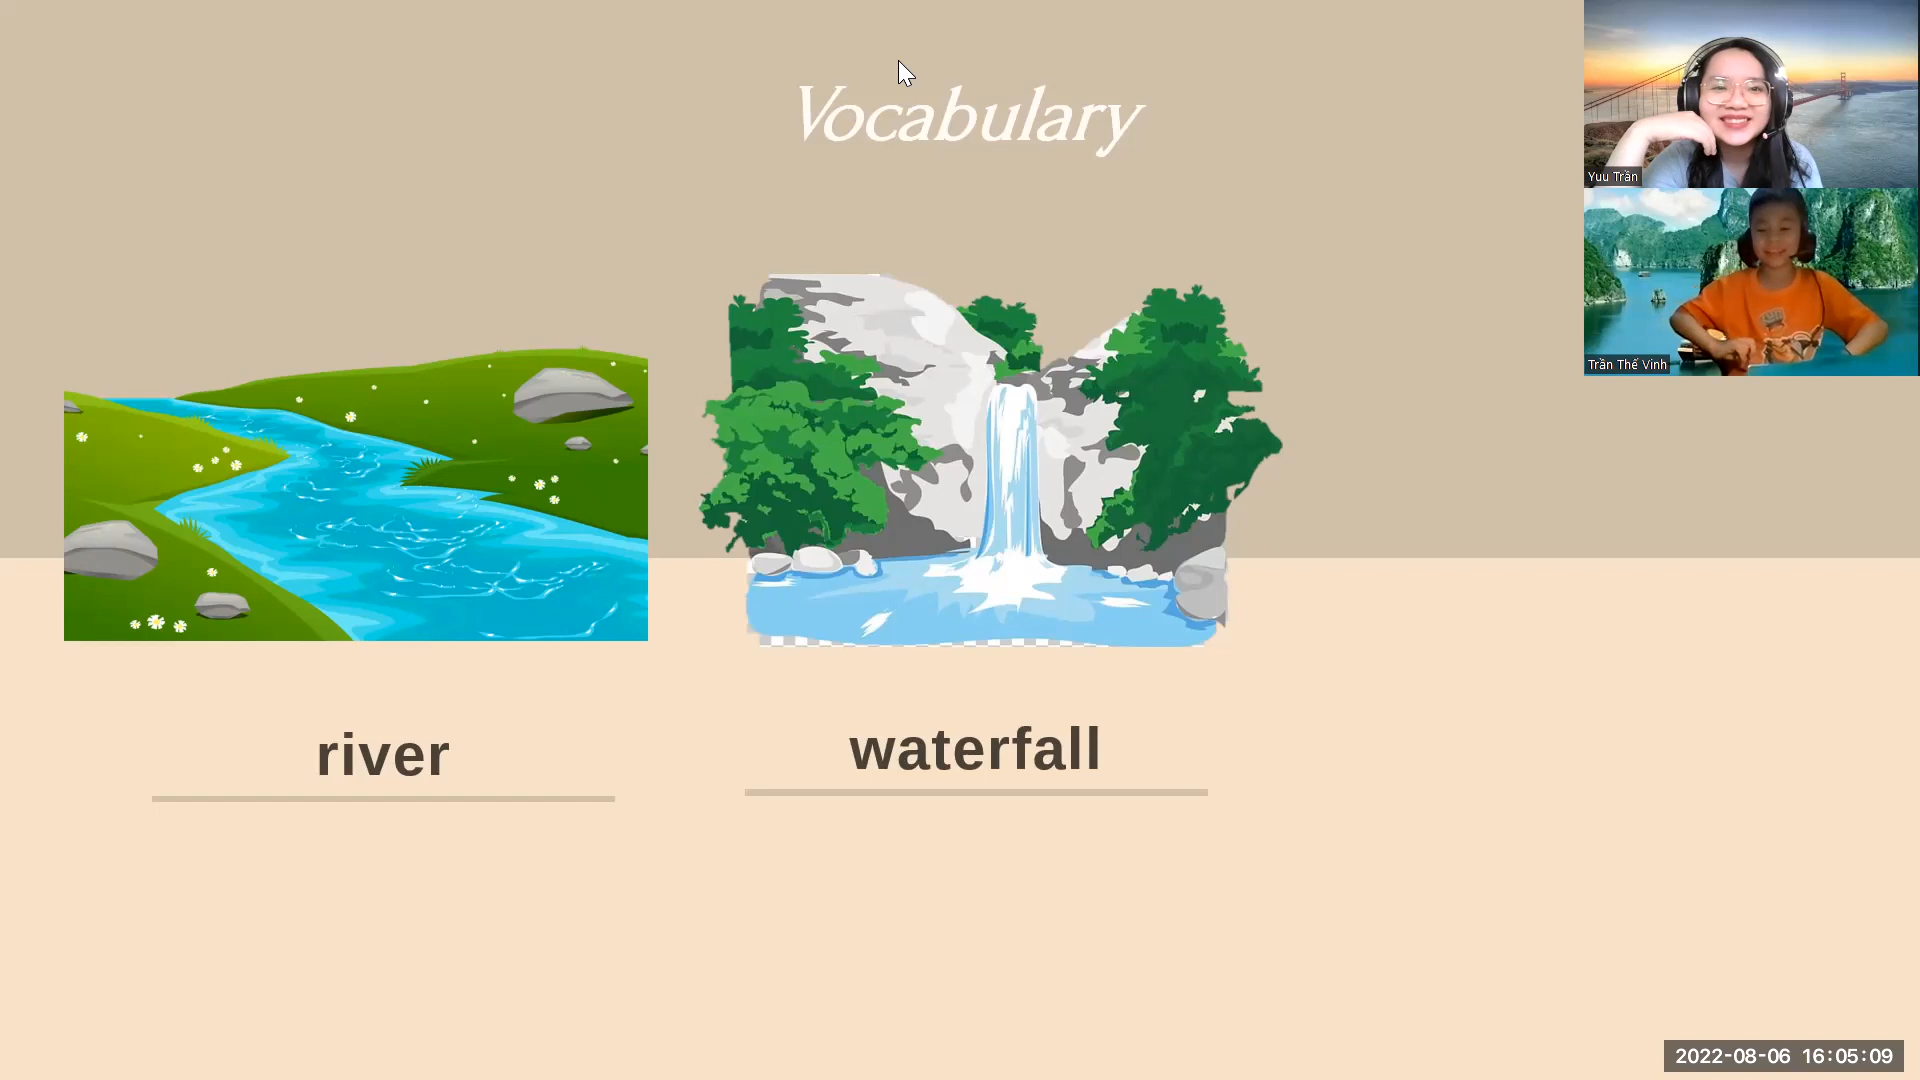 Vocabulary
Yuu Trần
Trần Thế Vinh
river
waterfall
2022-08-06 16:05:09